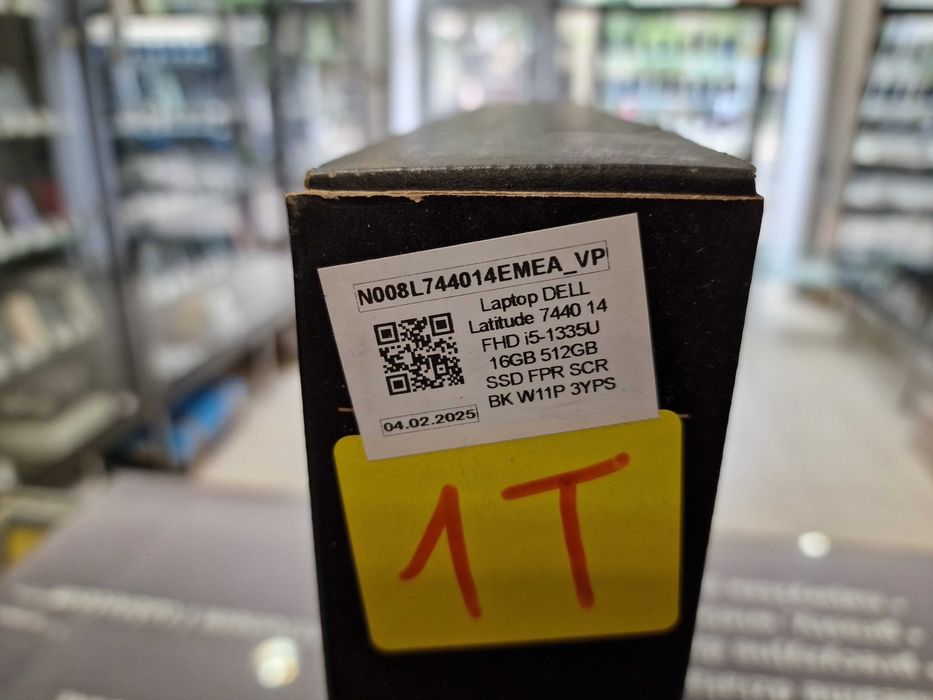 N008L744014EMEA_VP
Laptop DELL
Latitude 7440 14
FHD i5-1335U
16GB 512GB
SSD FPR SCR
BK W11P 3YPS
04.02.2025
1T